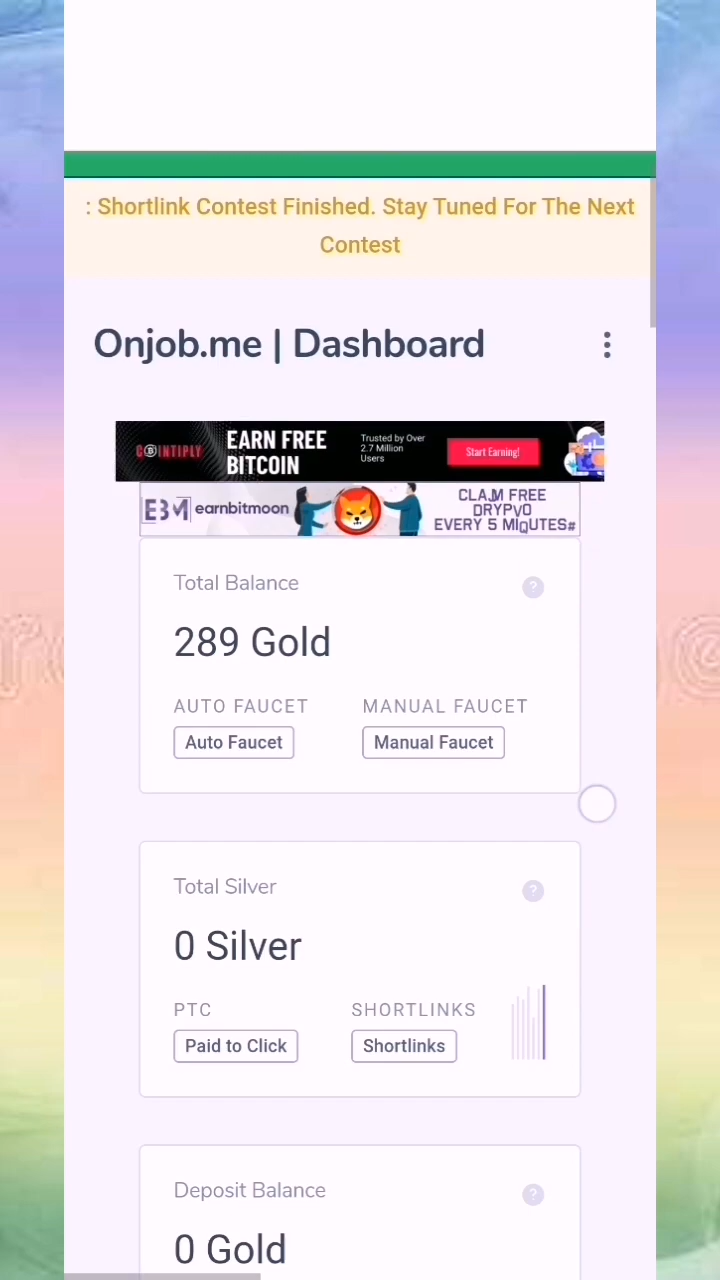 : Shortlink Contest Finished. Stay Tuned For The Next
Contest
Onjob.me | Dashboard
COINTIPLY
EARN FREE
BITCOIN
Trusted by Over
2.7 Million
Users
Start Earning!
EBM earnbitmoon
CLAJM FREE
DRYPVO
EVERY 5 MIQUTES#
Total Balance
?
289 Gold
AUTO FAUCET
MANUAL FAUCET
Auto Faucet
Manual Faucet
Total Silver
?
0 Silver
PTC
SHORTLINKS
Paid to Click
Shortlinks
Deposit Balance
?
0 Gold